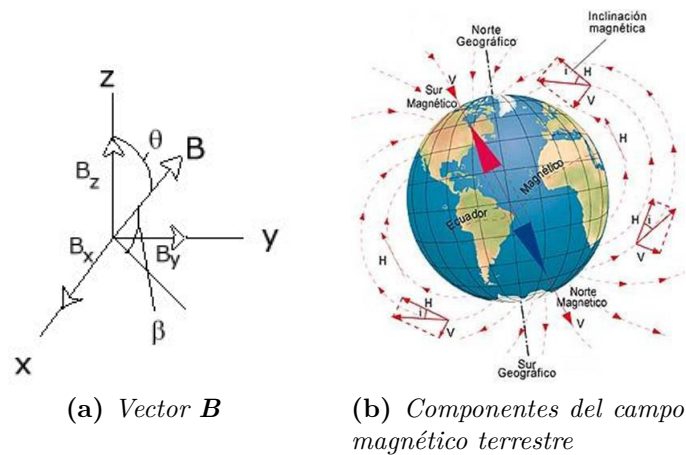 z
θ
B
Bz
Bx
By
y
β
x
(a) Vector B
Norte
Geográfico
Inclinación
magnética
Sur
Magnético
V
i
H
V
H
Magnético
Ecuador
H
i
V
H
H
i
V
Norte
Magnetico
V
Sur
Geográfico
(b) Componentes del campo
magnético terrestre